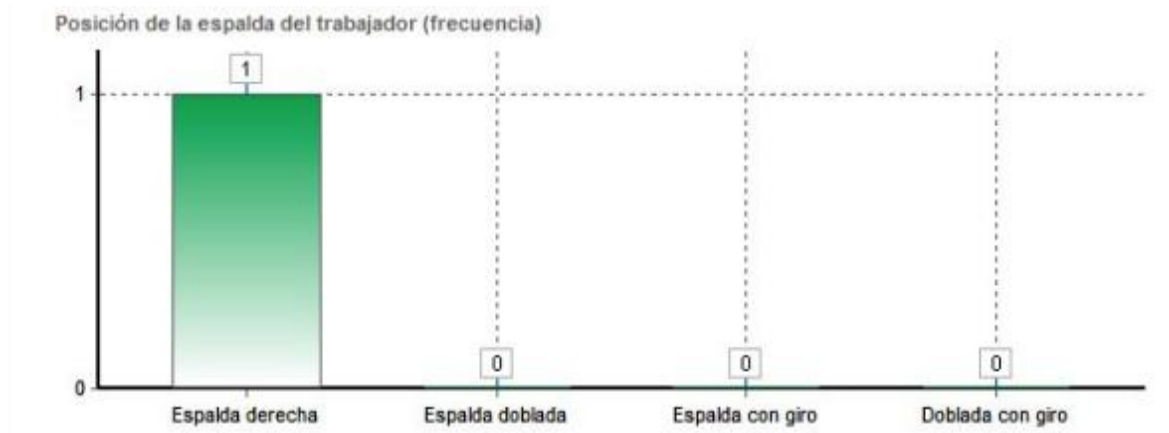 Posición de la espalda del trabajador (frecuencia)
1
1
0
0
0
0
Espalda derecha
Espalda doblada
Espalda con giro
Doblada con giro